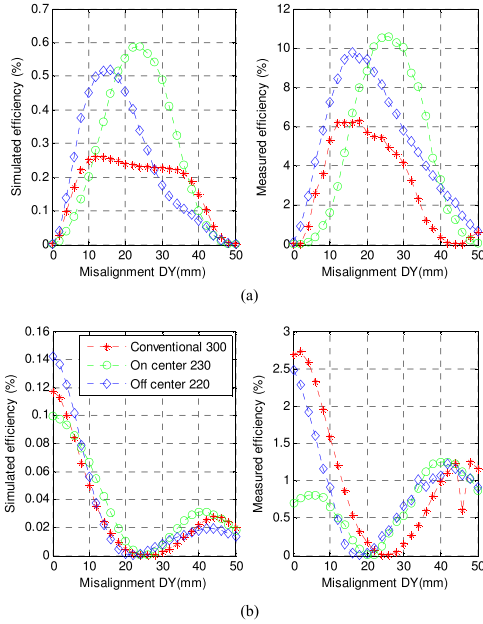 0.7
0.6
0.5
0.4
0.3
0.2
0.1
0
0 10 20 30 40 50
Simulated efficiency (%)
Misalignment DY(mm)
12
10
8
6
4
2
0
0 10 20 30 40 50
Measured efficiency (%)
Misalignment DY(mm)
(a)
0.16
0.14
0.12
0.1
0.08
0.06
0.04
0.02
0
0 10 20 30 40 50
Simulated efficiency (%)
Misalignment DY(mm)
Conventional 300
On center 230
Off center 220
3
2.5
2
1.5
1
0.5
0
0 10 20 30 40 50
Measured efficiency (%)
Misalignment DY(mm)
(b)